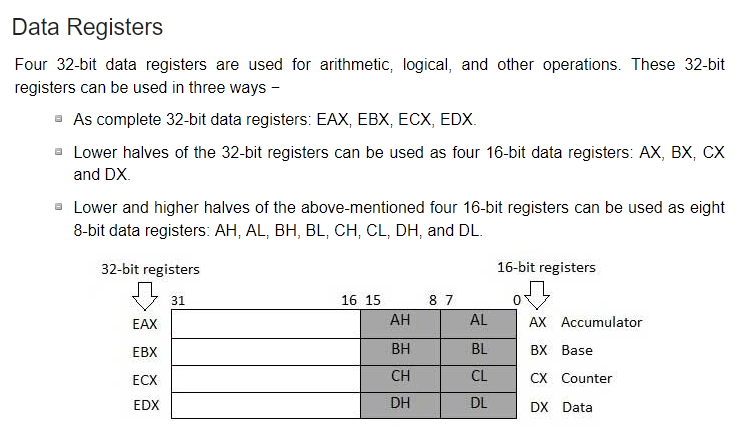 Data Registers
Four 32-bit data registers are used for arithmetic, logical, and other operations. These 32-bit
registers can be used in three ways −
As complete 32-bit data registers: EAX, EBX, ECX, EDX.
Lower halves of the 32-bit registers can be used as four 16-bit data registers: AX, BX, CX
and DX.
Lower and higher halves of the above-mentioned four 16-bit registers can be used as eight
8-bit data registers: AH, AL, BH, BL, CH, CL, DH, and DL.
32-bit registers 16-bit registers
31 16 15 8 7 0
EAX AH AL AX Accumulator
EBX BH BL BX Base
ECX CH CL CX Counter
EDX DH DL DX Data